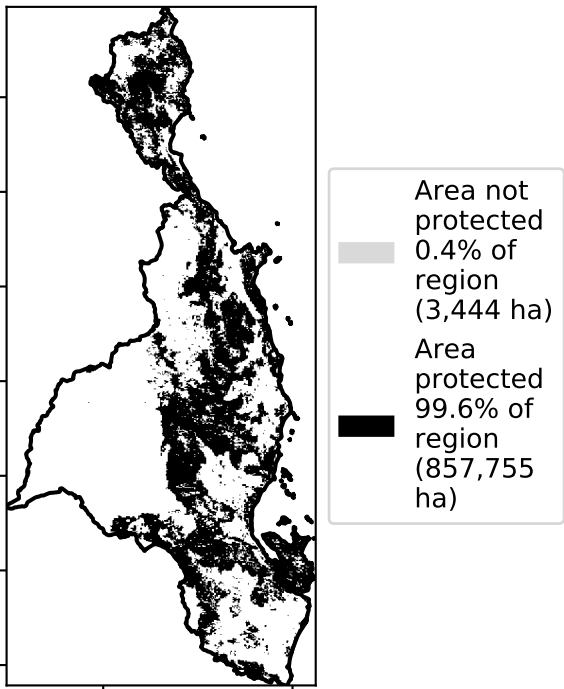 Area not
protected
0.4% of
region
(3,444 ha)
Area
protected
99.6% of
region
(857,755
ha)